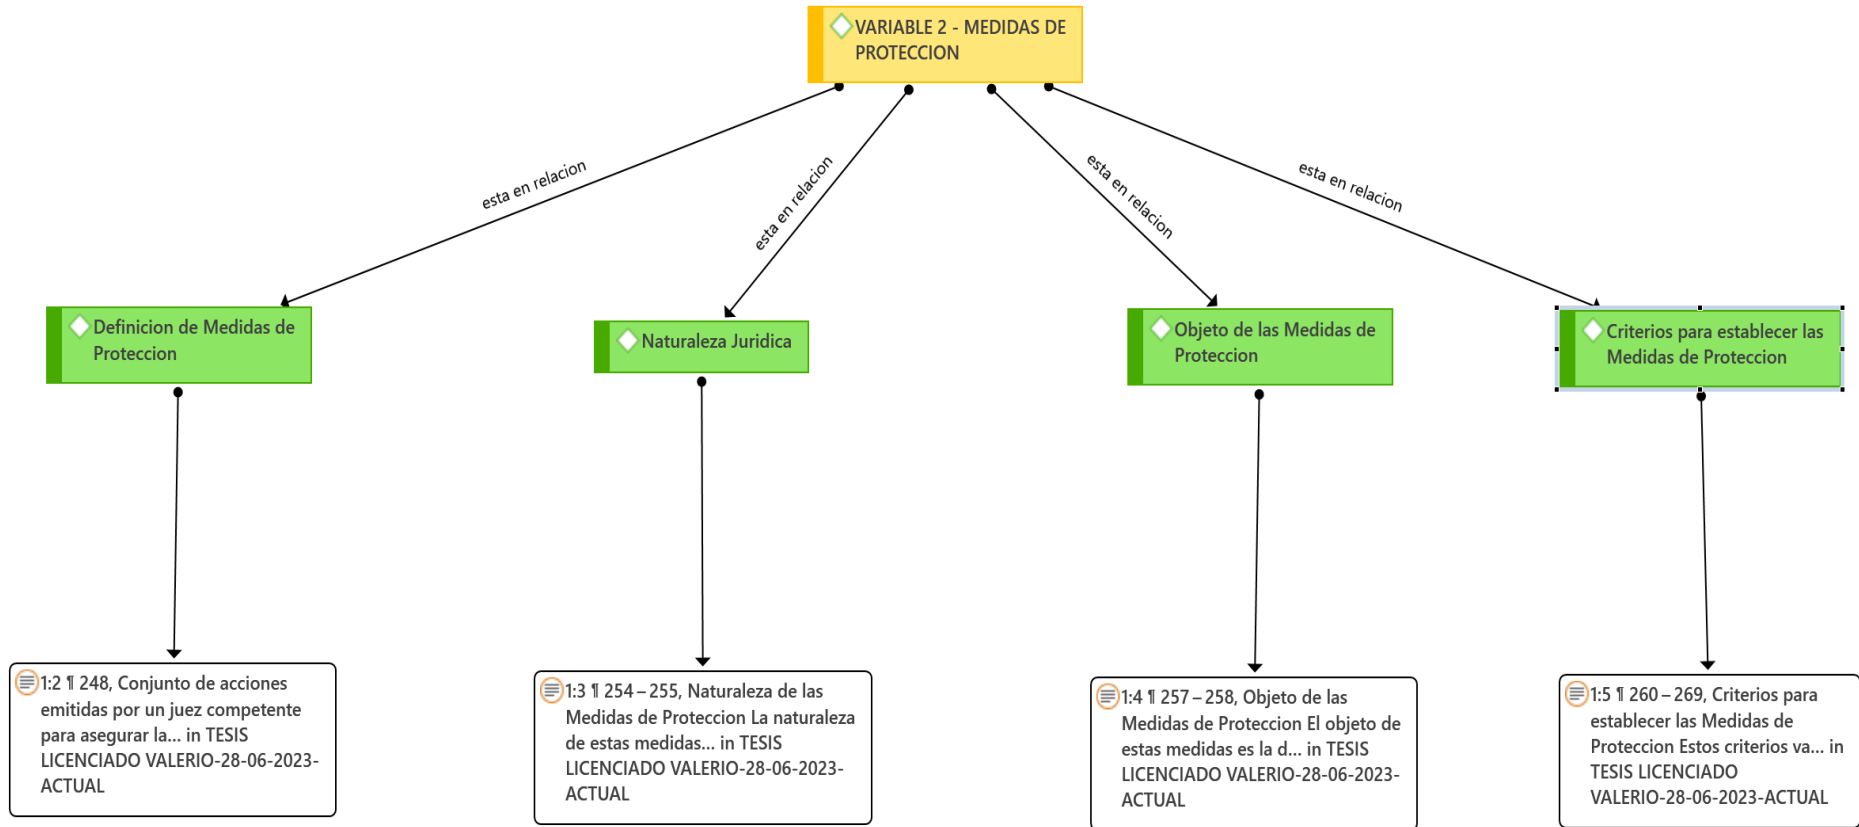 VARIABLE 2 - MEDIDAS DE
PROTECCION
esta en relacion
esta en relacion
esta en relacion
esta en relacion
Definicion de Medidas de
Proteccion
Naturaleza Juridica
Objeto de las Medidas de
Proteccion
Criterios para establecer las
Medidas de Proteccion
1:2 ¶ 248, Conjunto de acciones
emitidas por un juez competente
para asegurar la... in TESIS
LICENCIADO VALERIO-28-06-2023-
ACTUAL
1:3 ¶ 254 – 255, Naturaleza de las
Medidas de Proteccion La naturaleza
de estas medidas... in TESIS
LICENCIADO VALERIO-28-06-2023-
ACTUAL
1:4 ¶ 257 – 258, Objeto de las
Medidas de Proteccion El objeto de
estas medidas es la d... in TESIS
LICENCIADO VALERIO-28-06-2023-
ACTUAL
1:5 ¶ 260 – 269, Criterios para
establecer las Medidas de
Proteccion Estos criterios va... in
TESIS LICENCIADO
VALERIO-28-06-2023-ACTUAL